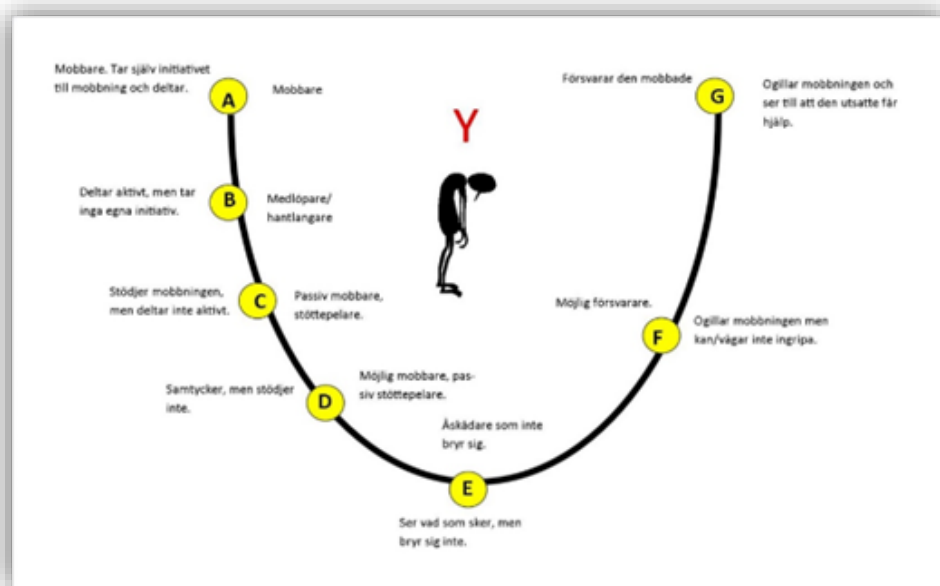 Mobbare. Tar själv initiativet
till mobbning och deltar.
A
Mobbare
Försvarar den mobbade
G
Ogillar mobbningen och
ser till att den utsatte får
hjälp.
Y
Deltar aktivt, men tar
inga egna initiativ.
B
Medlöpare/
hantlangare
Stödjer mobbningen,
men deltar inte aktivt.
C
Passiv mobbare,
stöttepelare.
Möjlig försvarare.
F
Ogillar mobbningen men
kan/vågar inte ingripa.
Samtycker, men stödjer
inte.
D
Möjlig mobbare, pas-
siv stöttepelare.
Åskådare som inte
bryr sig.
E
Ser vad som sker, men
bryr sig inte.